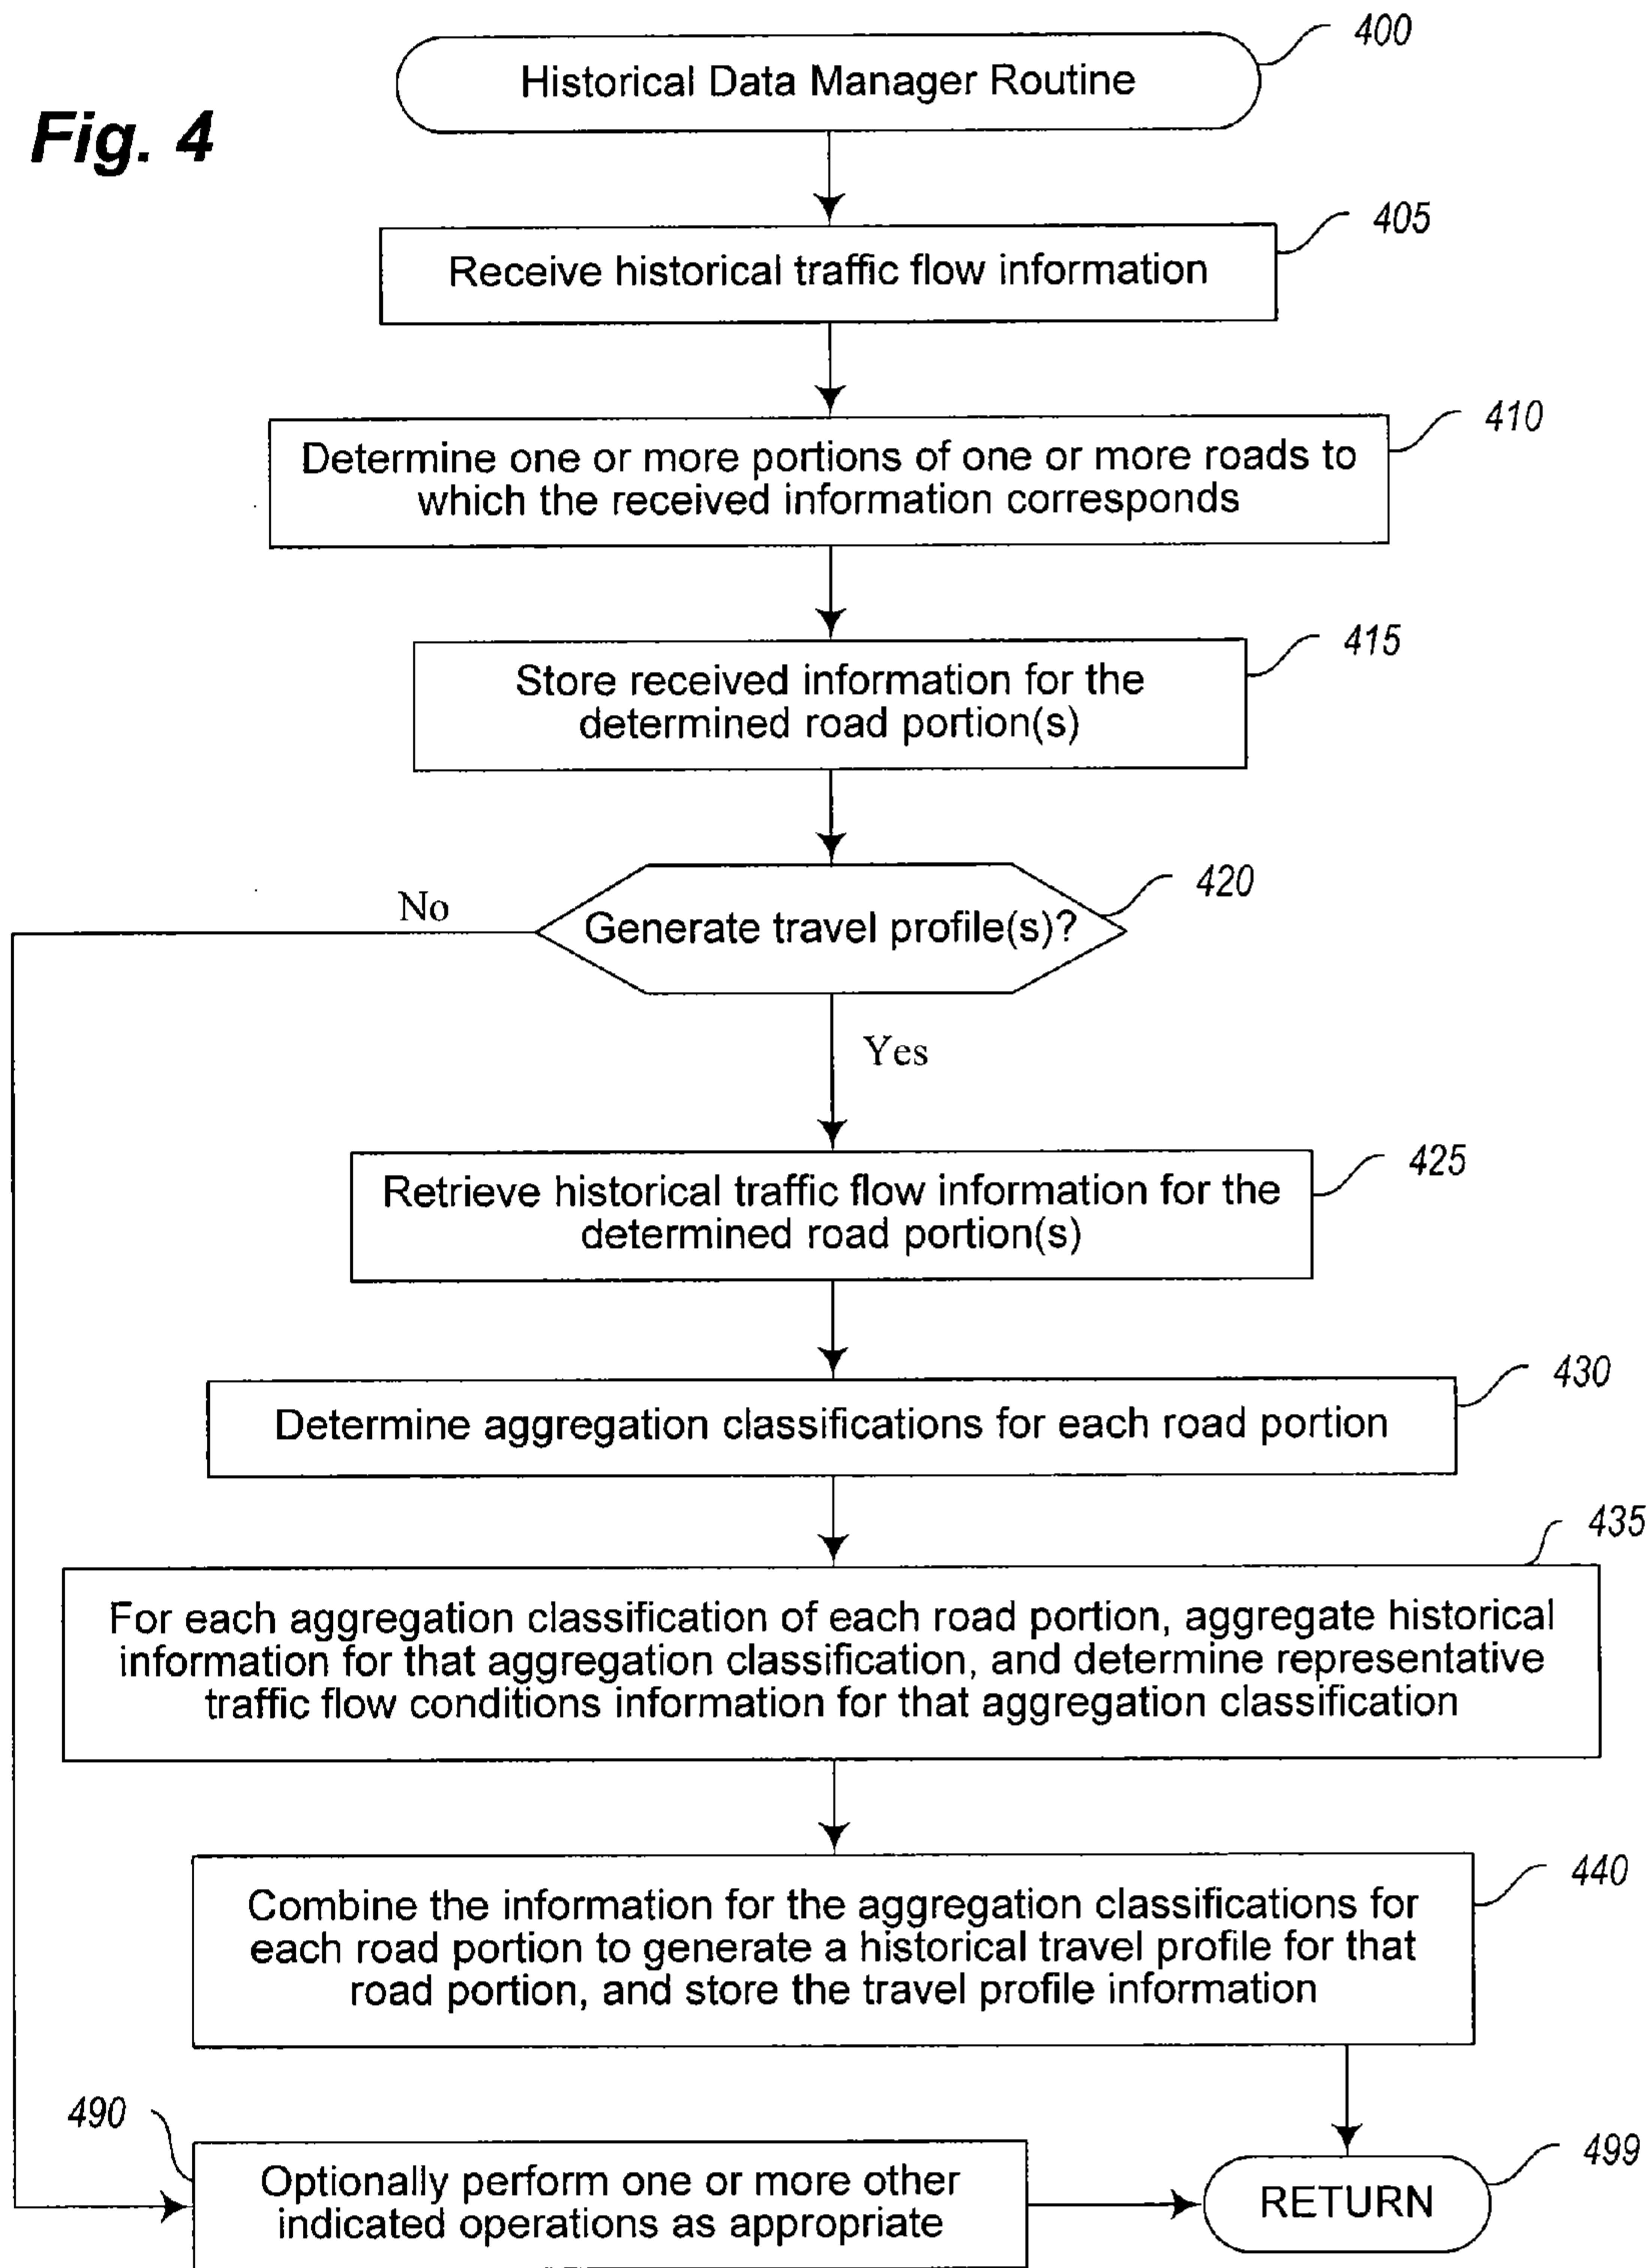 400
Historical Data Manager Routine
Fig. 4
405
Receive historical traffic flow information
410
Determine one or more portions of one or more roads to
which the received information corresponds
415
Store received information for the
determined road portion(s)
420
No
Generate travel profile(s)?
Yes
425
Retrieve historical traffic flow information for the
determined road portion(s)
430
Determine aggregation classifications for each road portion
435
For each aggregation classification of each road portion, aggregate historical
information for that aggregation classification, and determine representative
traffic flow conditions information for that aggregation classification
440
Combine the information for the aggregation classifications for
each road portion to generate a historical travel profile for that
road portion, and store the travel profile information
490
Optionally perform one or more other
indicated operations as appropriate
499
RETURN